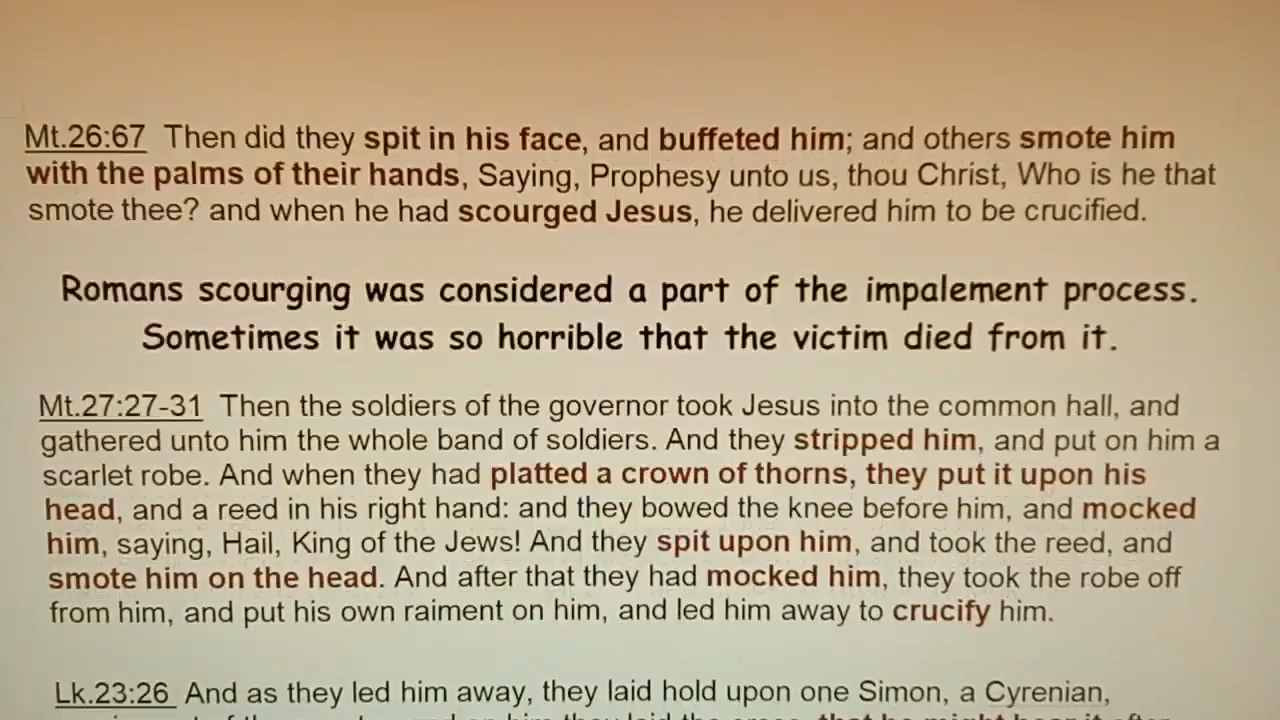 Mt.26:67 Then did they spit in his face, and buffeted him; and others smote him
with the palms of their hands, Saying, Prophesy unto us, thou Christ, Who is he that
smote thee? and when he had scourged Jesus, he delivered him to be crucified.
Romans scourging was considered a part of the impalement process.
Sometimes it was so horrible that the victim died from it.
Mt.27:27-31 Then the soldiers of the governor took Jesus into the common hall, and
gathered unto him the whole band of soldiers. And they stripped him, and put on him a
scarlet robe. And when they had platted a crown of thorns, they put it upon his
head, and a reed in his right hand: and they bowed the knee before him, and mocked
him, saying, Hail, King of the Jews! And they spit upon him, and took the reed, and
smote him on the head. And after that they had mocked him, they took the robe off
from him, and put his own raiment on him, and led him away to crucify him.
Lk.23:26 And as they led him away, they laid hold upon one Simon, a Cyrenian,